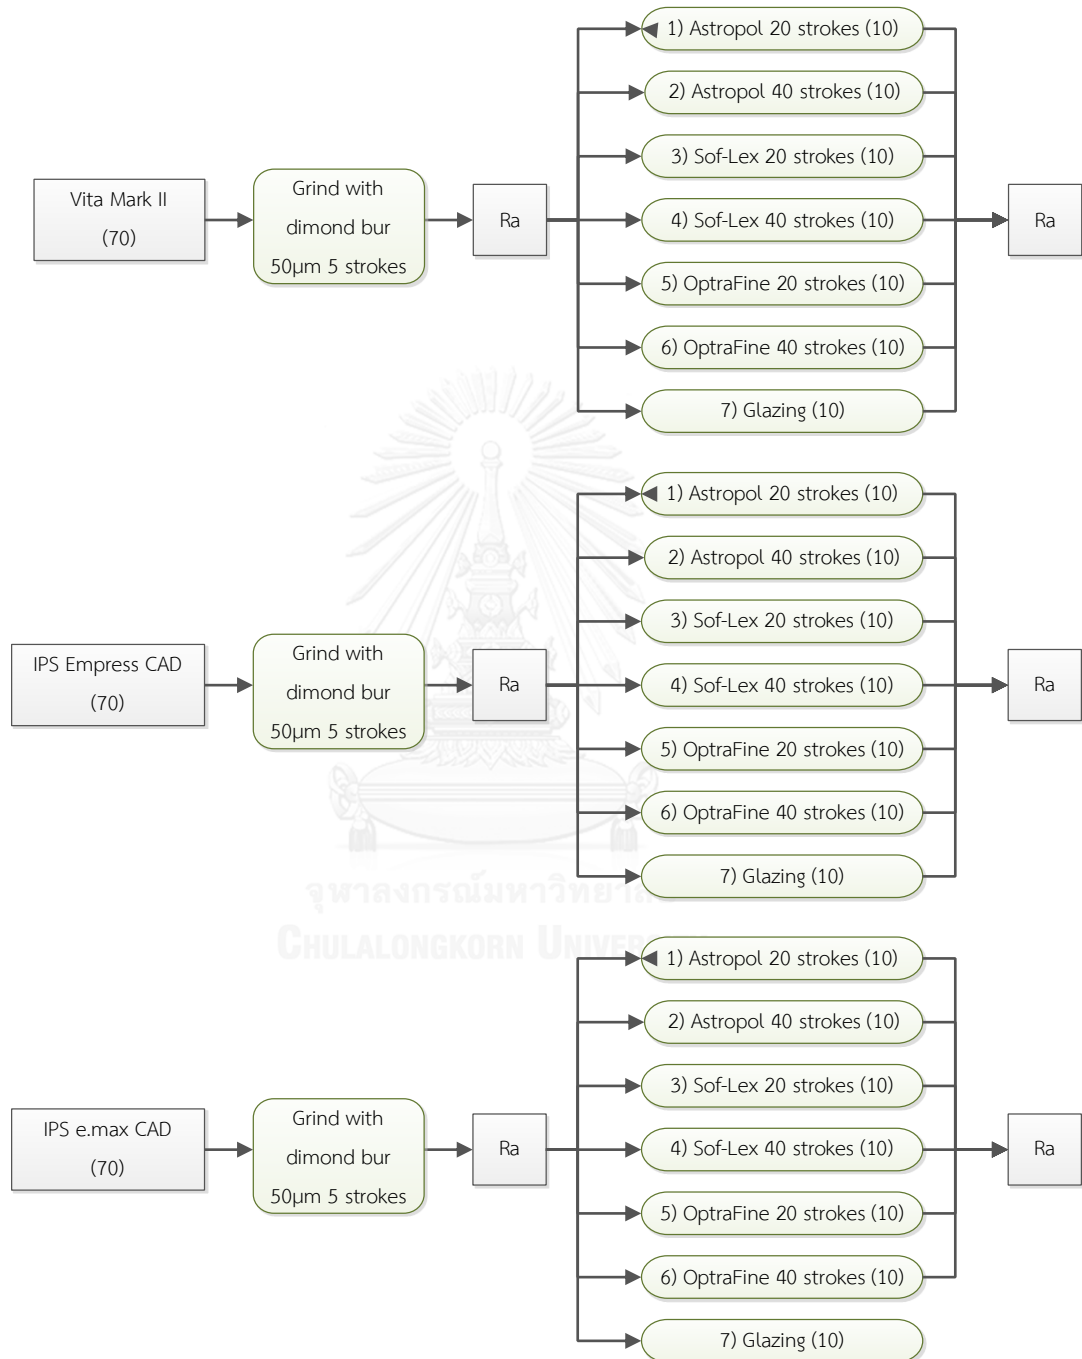 Vita Mark II
(70)
Grind with
dimond bur
50µm 5 strokes
Ra
1) Astropol 20 strokes (10)
2) Astropol 40 strokes (10)
3) Sof-Lex 20 strokes (10)
4) Sof-Lex 40 strokes (10)
5) OptraFine 20 strokes (10)
6) OptraFine 40 strokes (10)
7) Glazing (10)
Ra
IPS Empress CAD
(70)
Grind with
dimond bur
50µm 5 strokes
Ra
1) Astropol 20 strokes (10)
2) Astropol 40 strokes (10)
3) Sof-Lex 20 strokes (10)
4) Sof-Lex 40 strokes (10)
5) OptraFine 20 strokes (10)
6) OptraFine 40 strokes (10)
7) Glazing (10)
Ra
IPS e.max CAD
(70)
Grind with
dimond bur
50µm 5 strokes
Ra
1) Astropol 20 strokes (10)
2) Astropol 40 strokes (10)
3) Sof-Lex 20 strokes (10)
4) Sof-Lex 40 strokes (10)
5) OptraFine 20 strokes (10)
6) OptraFine 40 strokes (10)
7) Glazing (10)
Ra
CHULALONGKORN